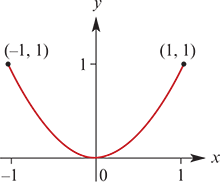 y
(–1, 1) (1, 1)
1
x
–1 0 1